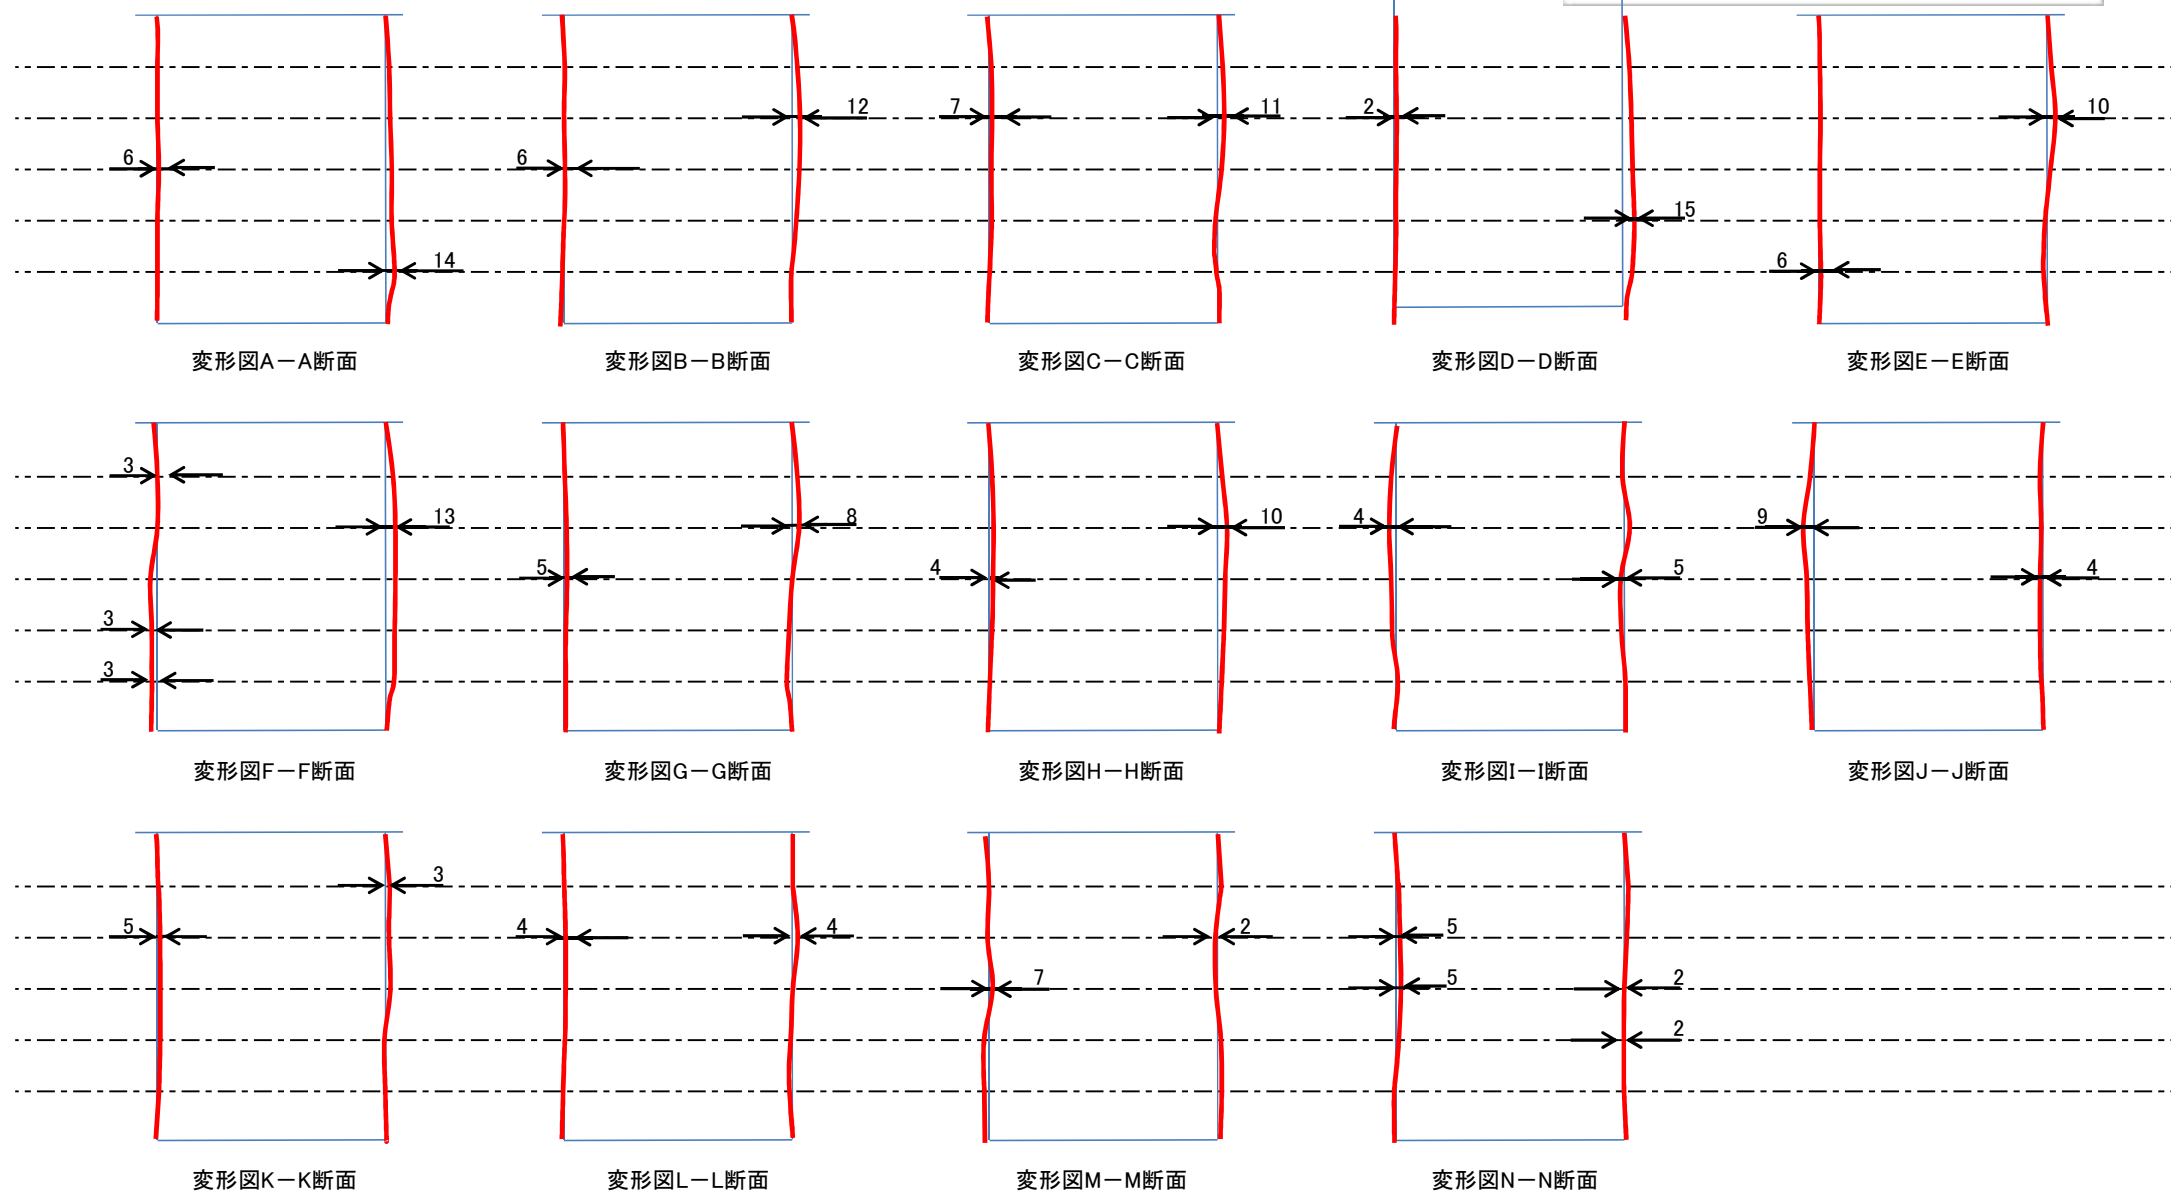 12
7
11
2
10
6
6
15
14
6
変形図A－A断面
変形図B－B断面
変形図C－C断面
変形図D－D断面
変形図E－E断面
3
13
8
10
4
9
5
4
5
4
3
3
変形図F－F断面
変形図G－G断面
変形図H－H断面
変形図I－I断面
変形図J－J断面
3
5
4
4
2
5
7
5
2
2
変形図K－K断面
変形図L－L断面
変形図M－M断面
変形図N－N断面